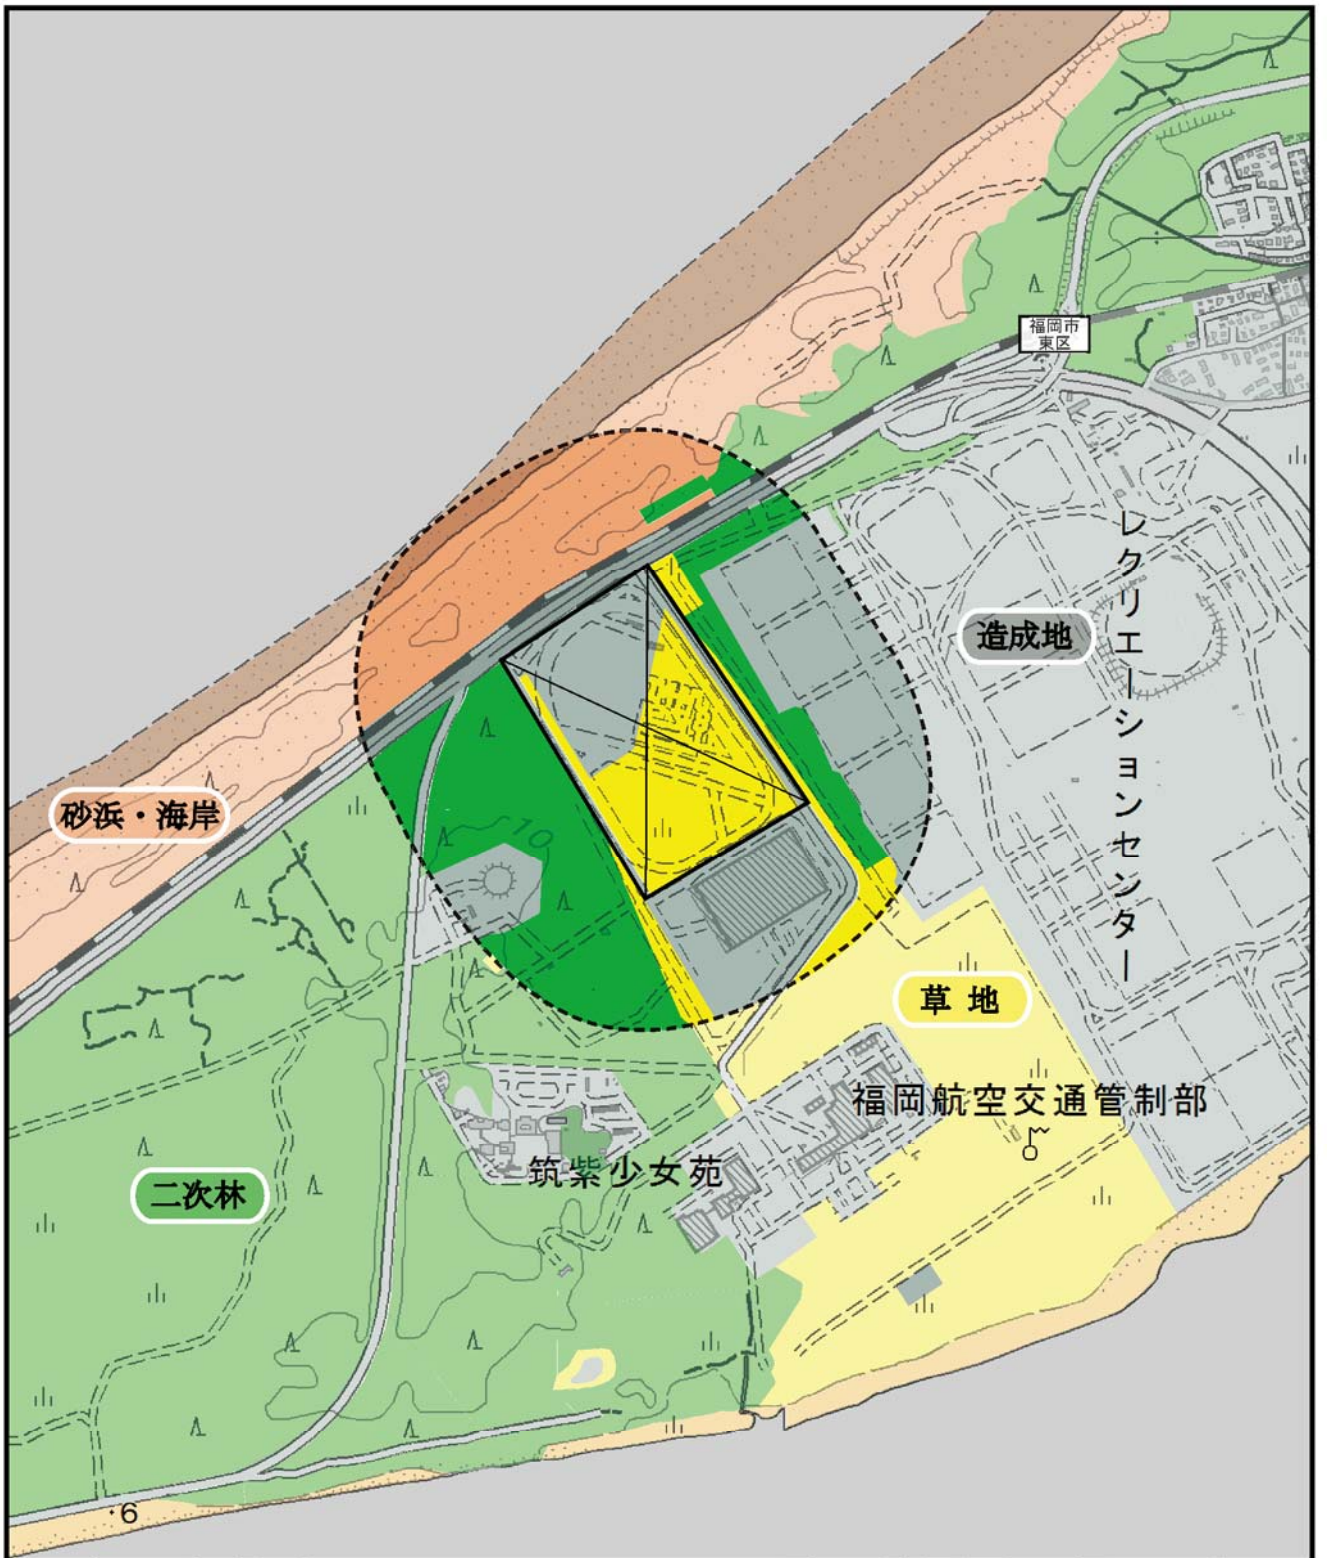 福岡市
東区
レクリエーションセンター
造成地
砂浜・海岸
10
草 地
福岡航空交通管制部
筑紫少女苑
二次林
・6